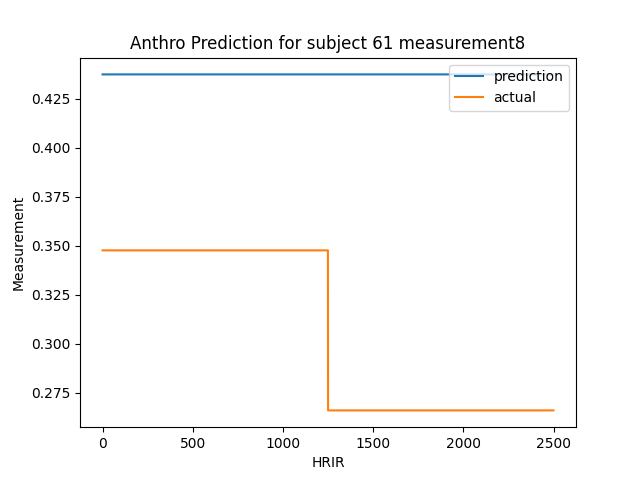 Anthro Prediction for subject 61 measurement8
prediction
actual
0.425
0.400
0.375
0.350
0.325
0.300
0.275
Measurement
0 500 1000 1500 2000 2500
HRIR